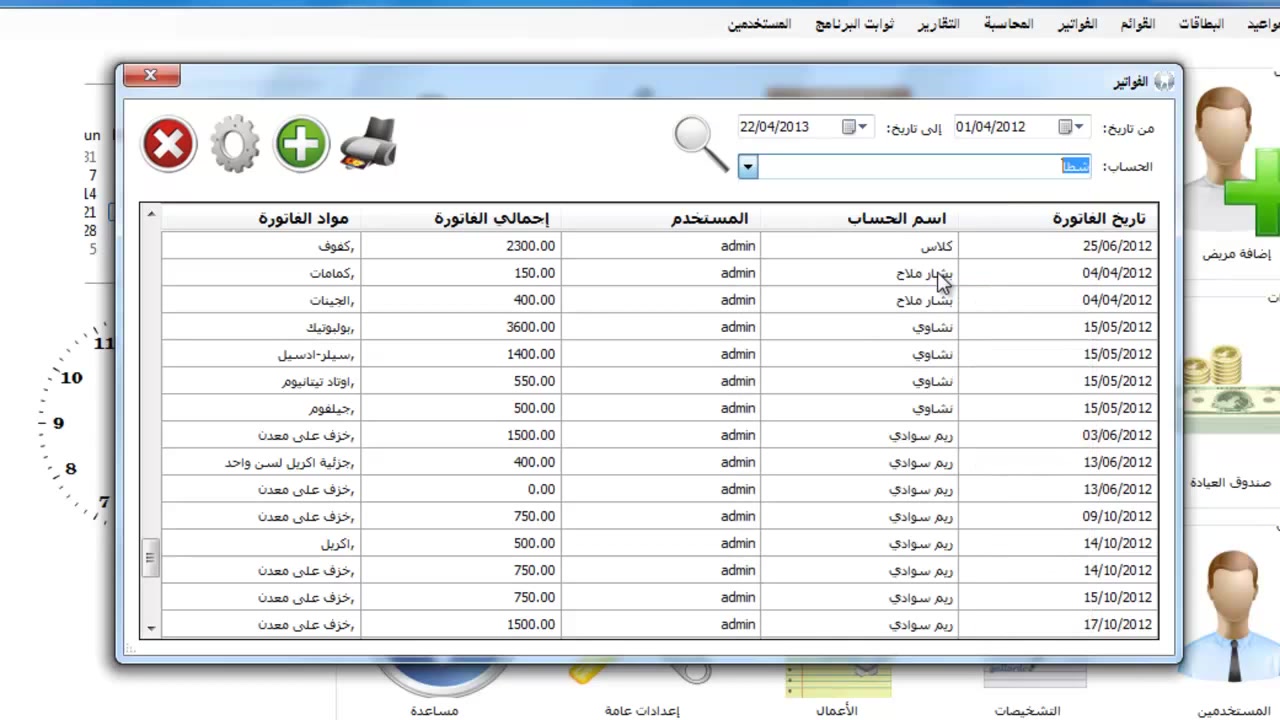 البطاقات القوائم الفواتير المحاسبة التقارير ثوابت البرنامج المستخدمين
الفواتير
من تاريخ: 01/04/2012 إلى تاريخ: 22/04/2013
الحساب:
تاريخ الفاتورة اسم الحساب المستخدم إجمالي الفاتورة مواد الفاتورة
25/06/2012 كلاس admin 2300.00 ,كفوف
04/04/2012 بشار ملاح admin 150.00 ,كمامات
04/04/2012 بشار ملاح admin 400.00 ,الجينات
15/05/2012 نشاوي admin 3600.00 ,بوليوتيك
15/05/2012 نشاوي admin 1400.00 ,سيلر-ادسيل
15/05/2012 نشاوي admin 550.00 ,اوتاد تيتانيوم
15/05/2012 نشاوي admin 500.00 ,جيلفوم
03/06/2012 ريم سوادي admin 1500.00 ,خزف على معدن
13/06/2012 ريم سوادي admin 400.00 ,جزئية اكريل لسن واحد
13/06/2012 ريم سوادي admin 0.00 ,خزف على معدن
09/10/2012 ريم سوادي admin 750.00 ,خزف على معدن
14/10/2012 ريم سوادي admin 500.00 ,اكريل
14/10/2012 ريم سوادي admin 750.00 ,خزف على معدن
15/10/2012 ريم سوادي admin 750.00 ,خزف على معدن
17/10/2012 ريم سوادي admin 1500.00 ,خزف على معدن
إضافة مريض
صندوق العيادة
المستخدمين التشخيصات الأعمال إعدادات عامة مساعدة
un
31
7
14
21
28
5
11
10
9
8
7